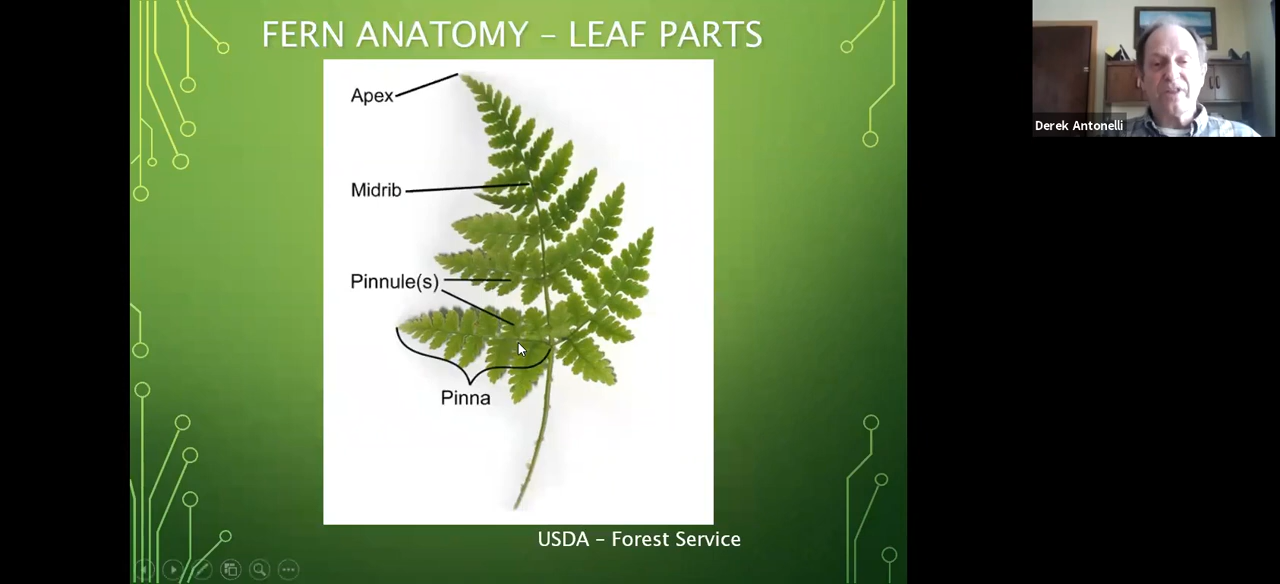 FERN ANATOMY – LEAF PARTS
Apex
Midrib
Pinnule(s)
Pinna
USDA – Forest Service
Derek Antonelli